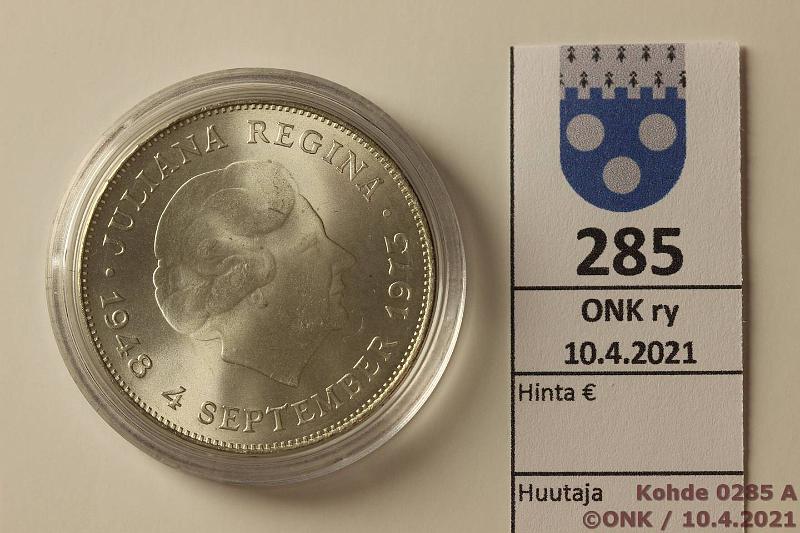 · JULIANA REGINA ·
1948 4 SEPTEMBER 1975
285
ONK ry
10.4.2021
Hinta €
Huutaja
Kohde 0285 A
©ONK / 10.4.2021